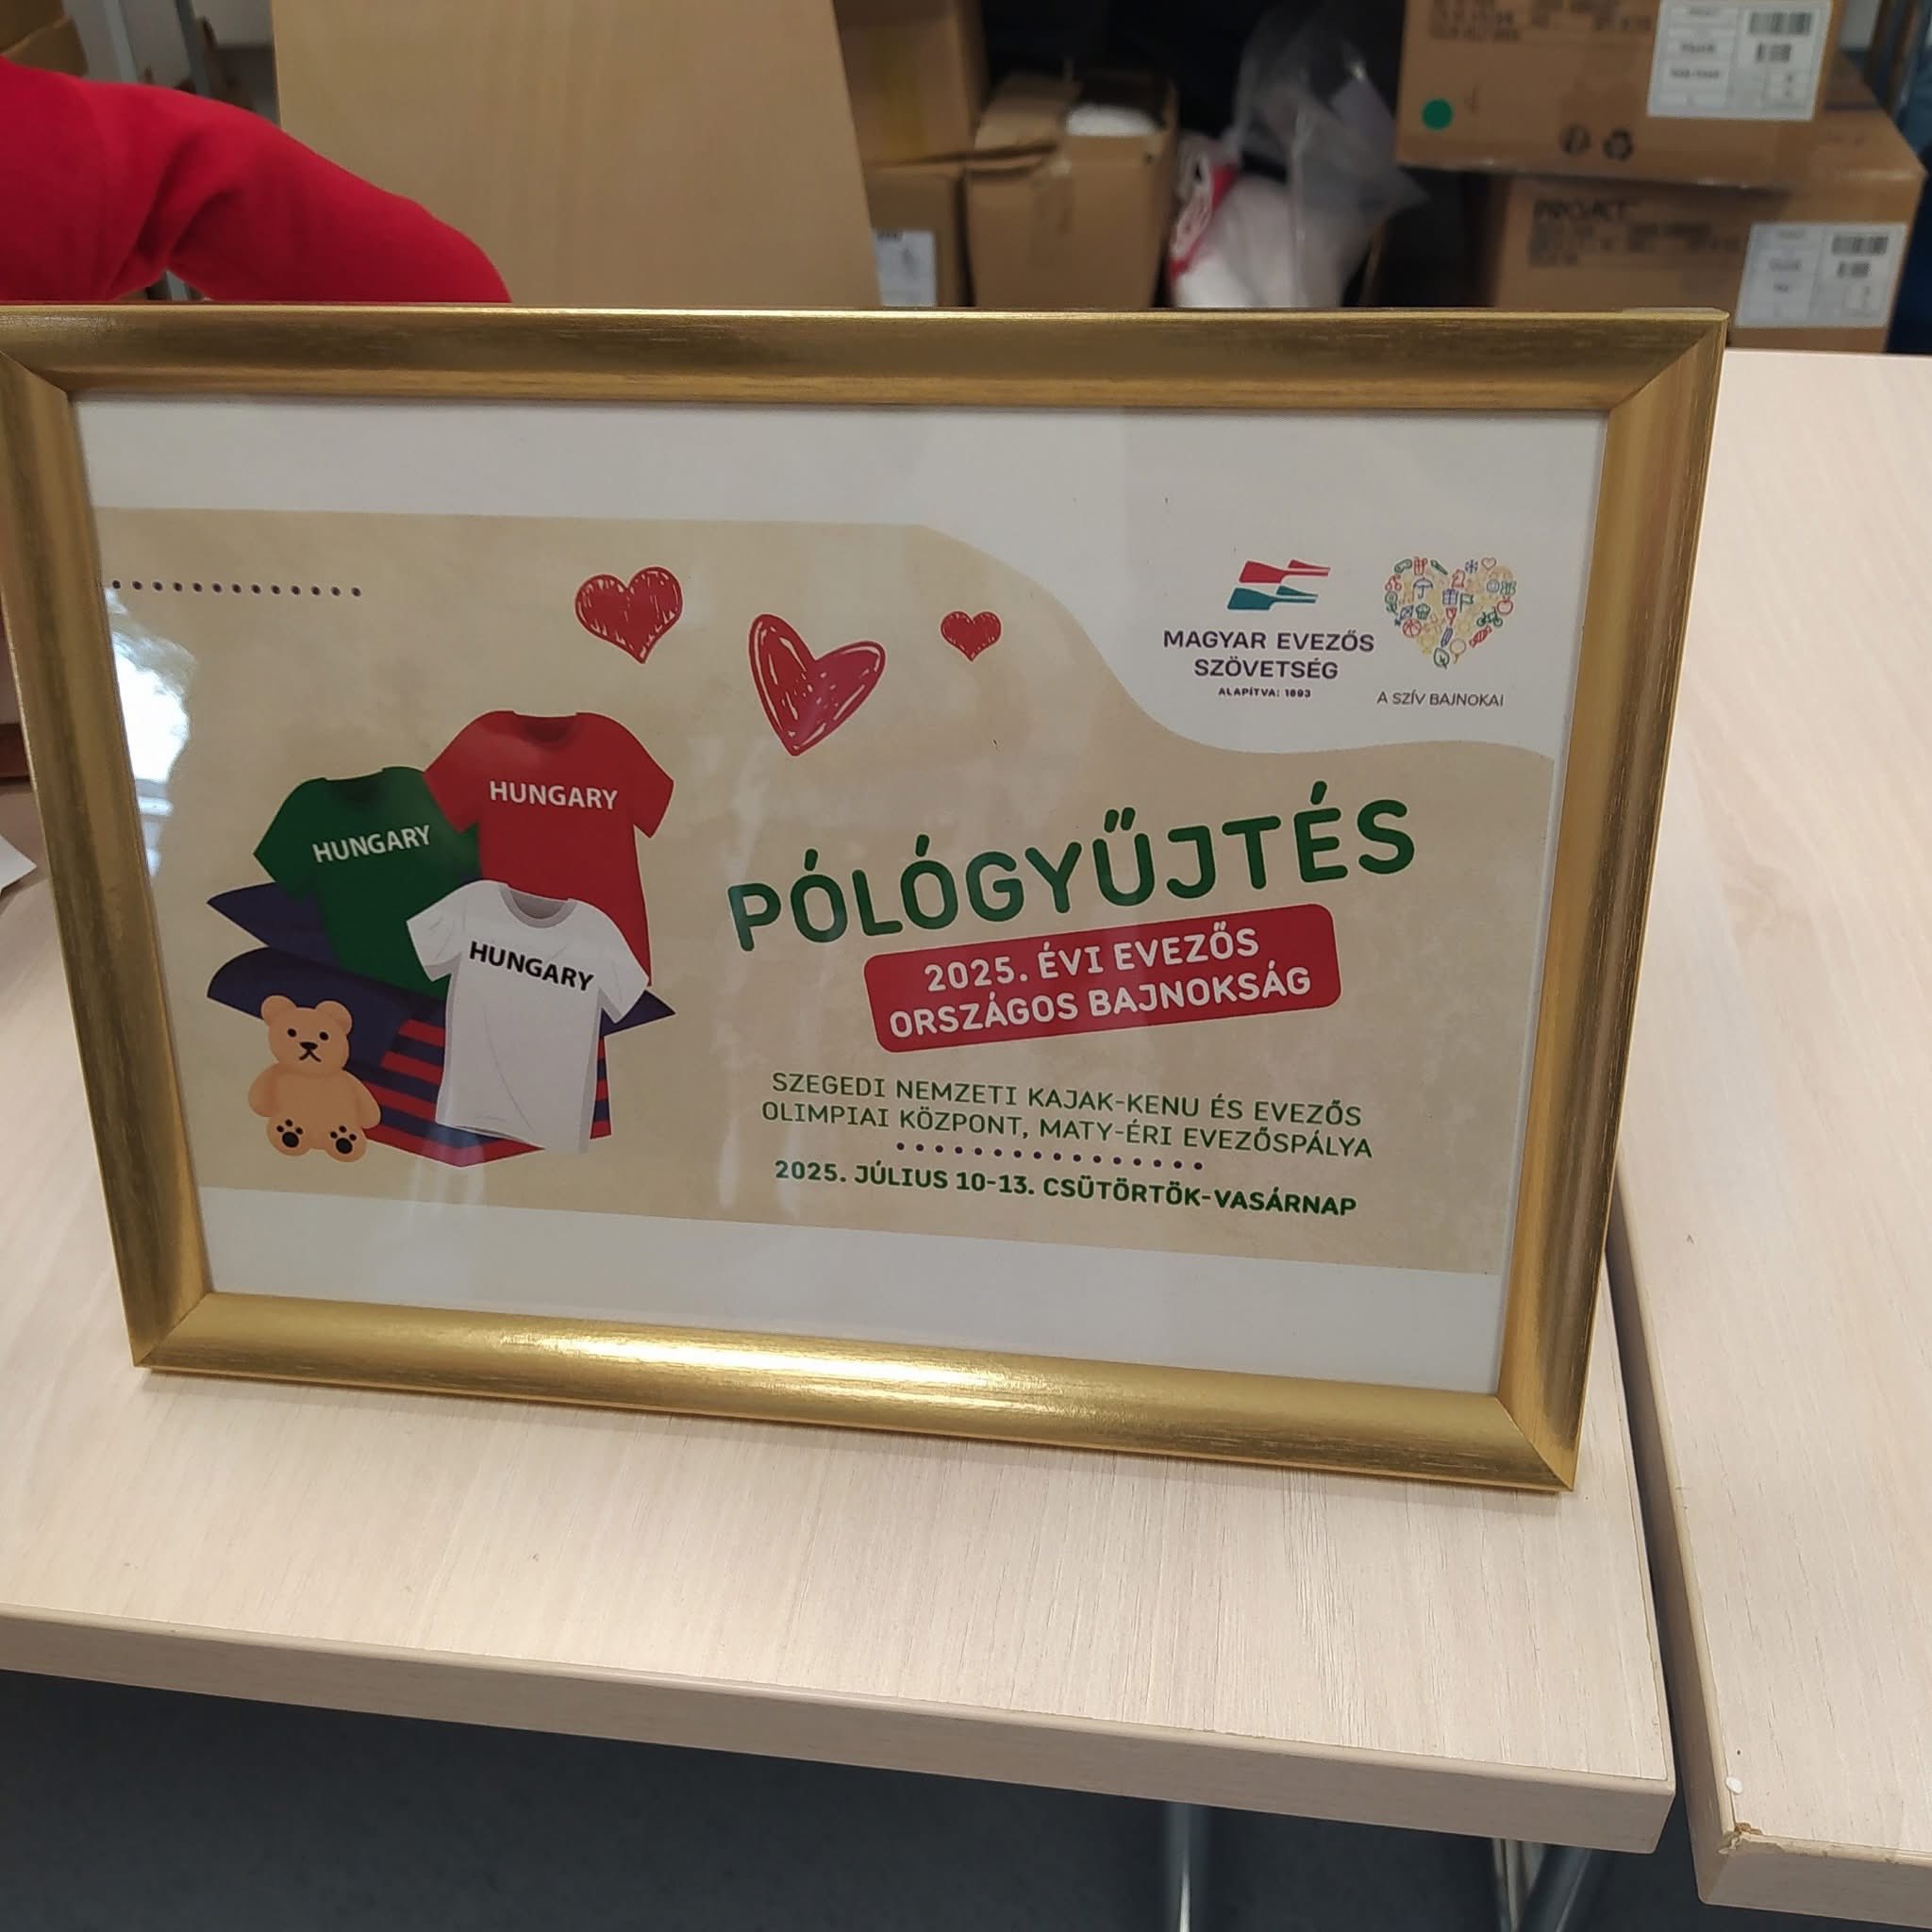 MAGYAR EVEZŐS
SZÖVETSÉG
ALAPÍTVA: 1893
A SZÍV BAJNOKAI
HUNGARY
HUNGARY
HUNGARY
PÓLÓGYŰJTÉS
2025. ÉVI EVEZŐS
ORSZÁGOS BAJNOKSÁG
SZEGEDI NEMZETI KAJAK-KENU ÉS EVEZŐS
OLIMPIAI KÖZPONT, MATY-ÉRI EVEZŐSPÁLYA
2025. JÚLIUS 10-13. CSÜTÖRTÖK-VASÁRNAP